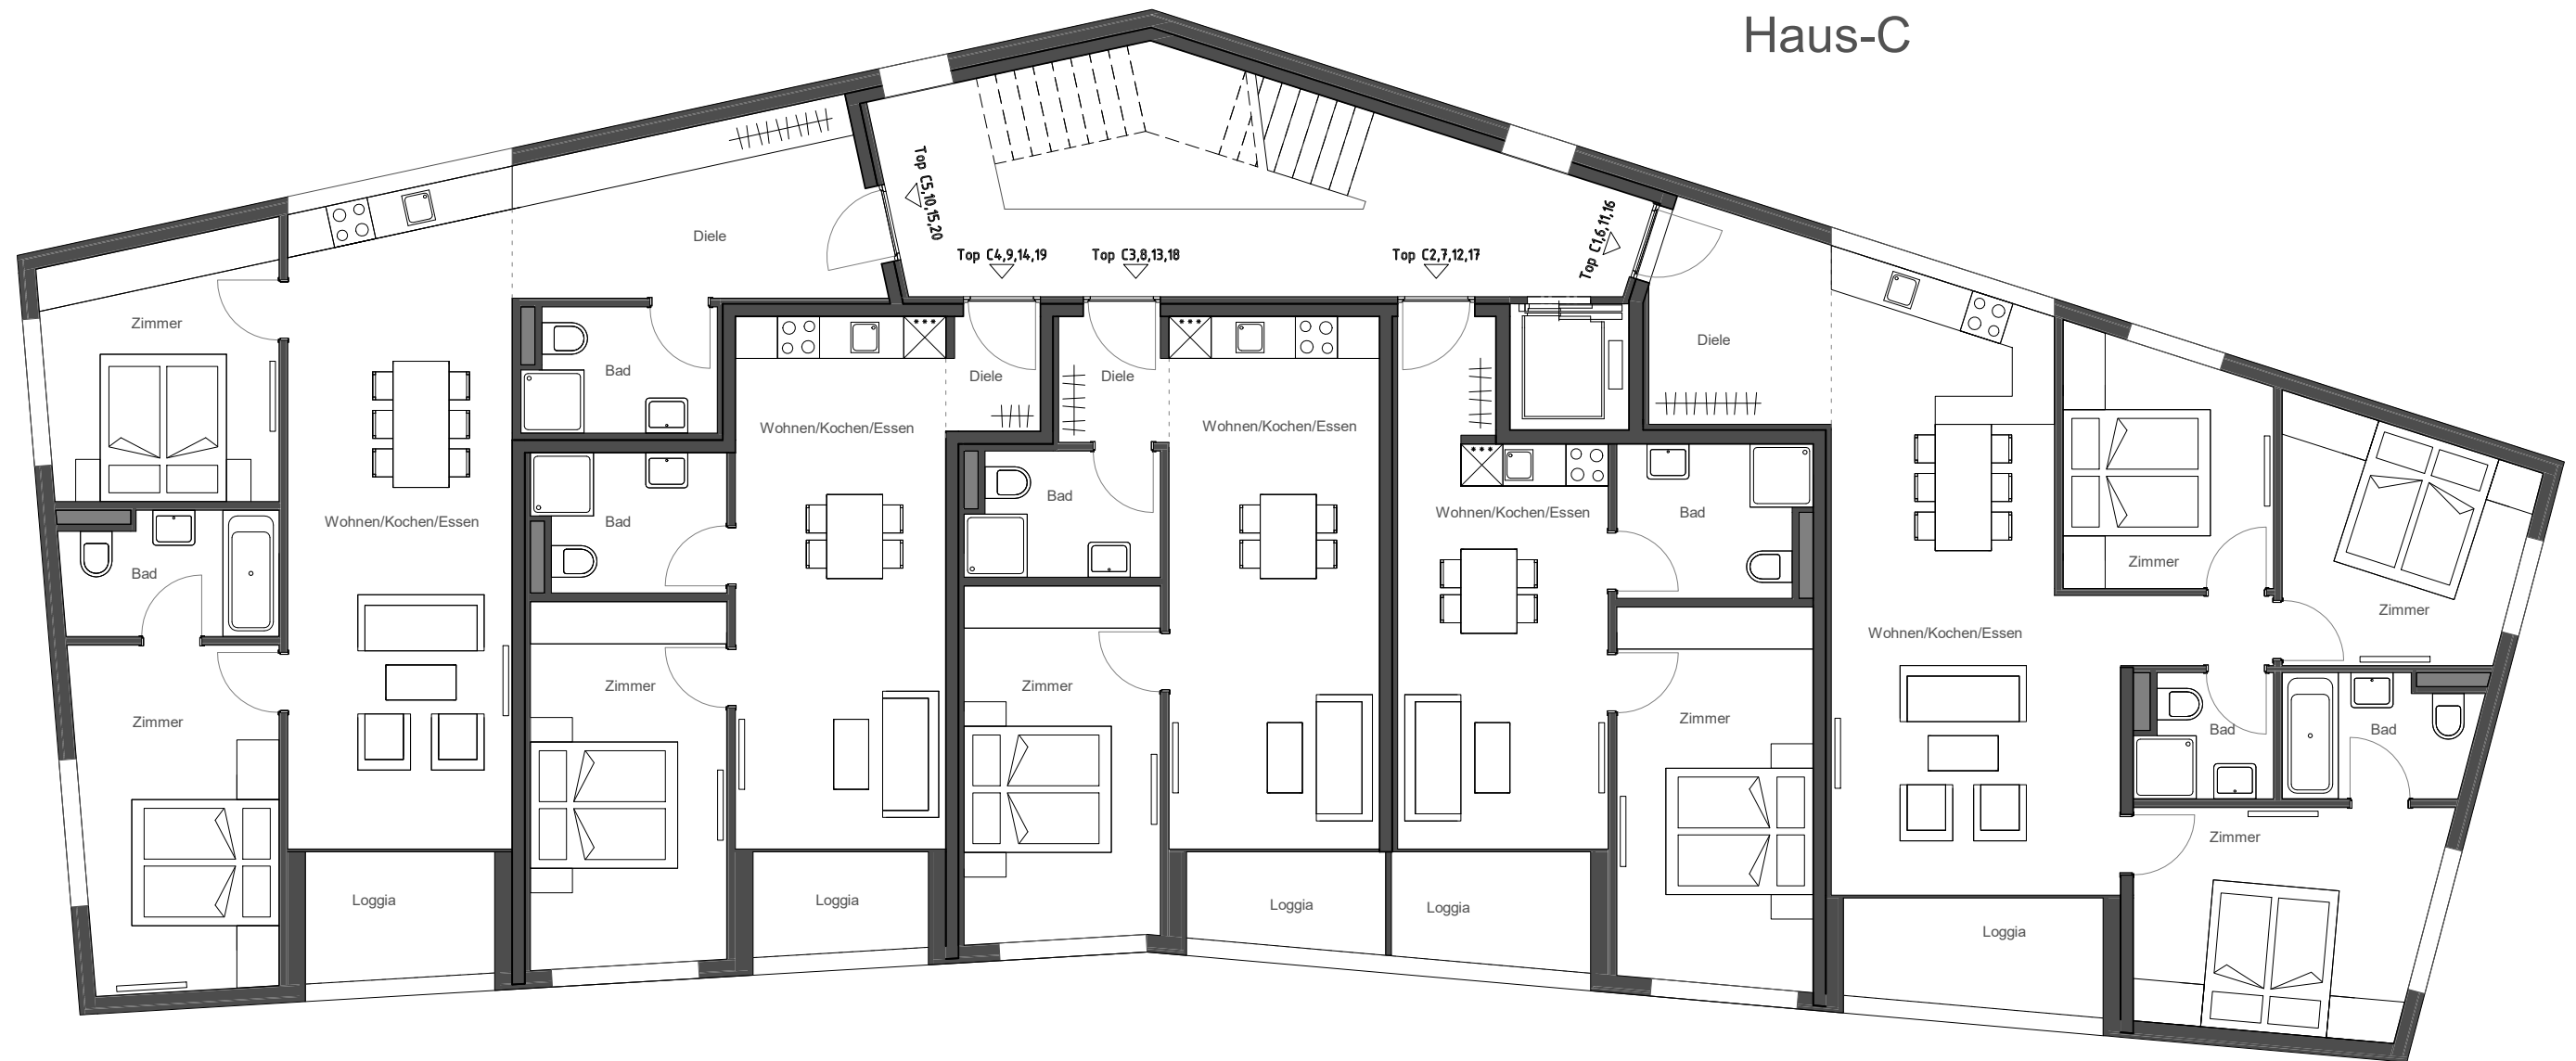 Haus-C
Top C5,10,15,20
Top C4,9,14,19
Top C3,8,13,18
Top C2,7,12,17
Top C1,6,11,16
Diele
Zimmer
Diele
Bad
Diele
Diele
Wohnen/Kochen/Essen
Wohnen/Kochen/Essen
Wohnen/Kochen/Essen
Bad
Bad
Wohnen/Kochen/Essen
Bad
Bad
Zimmer
Zimmer
Wohnen/Kochen/Essen
Zimmer
Zimmer
Zimmer
Zimmer
Bad
Bad
Zimmer
Loggia
Loggia
Loggia
Loggia
Loggia